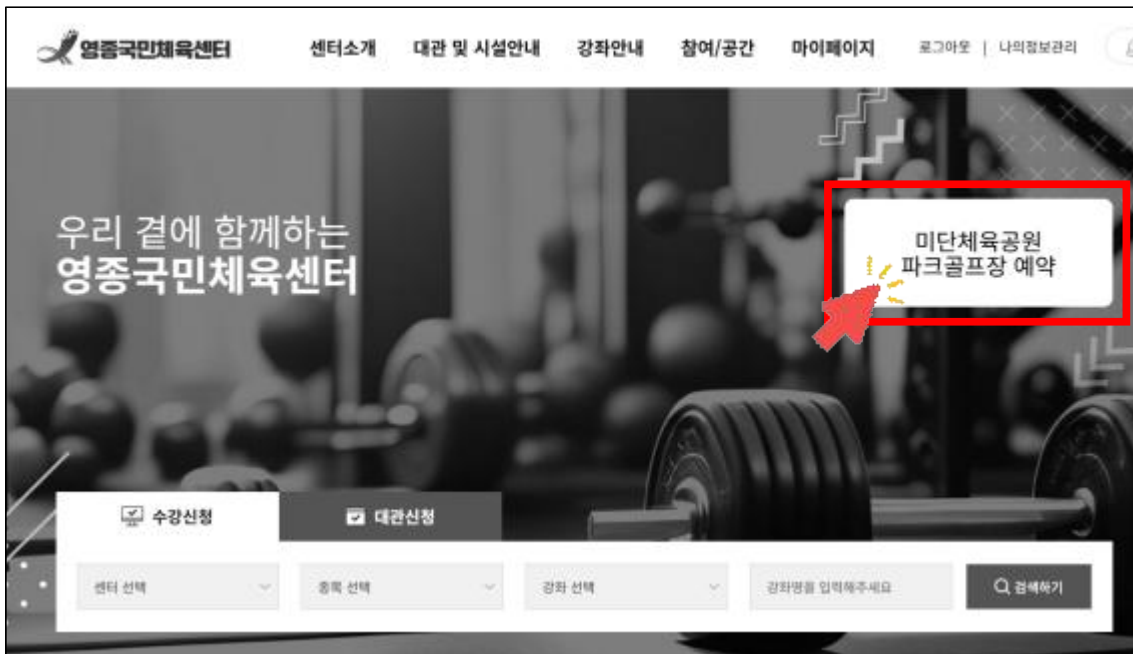 영종국민체육센터
센터소개 대관 및 시설안내 강좌안내 참여/공간 마이페이지 로그아웃 | 나의정보관리
우리 곁에 함께하는
영종국민체육센터
미단체육공원
파크골프장 예약
수강신청 대관신청
센터 선택 종목 선택 강좌 선택 강좌명을 입력해주세요 검색하기